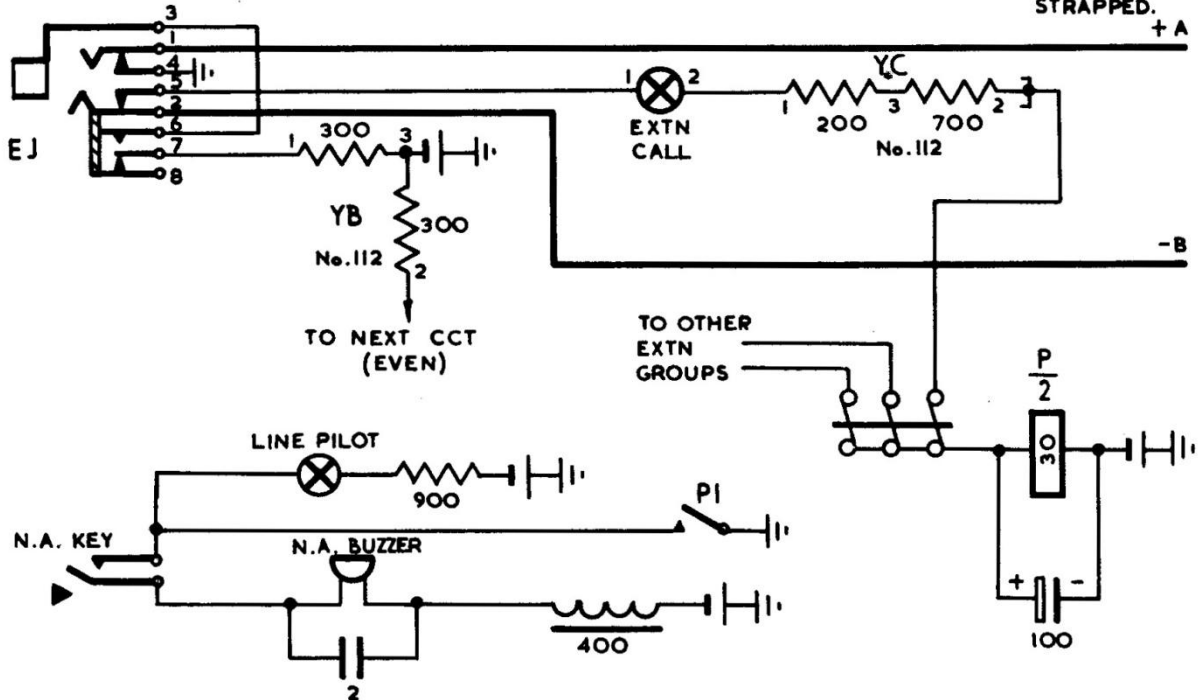 STRAPPED.
+ A
3
1
4
5
2
6
7
8
EJ
1
300
3
YB
300
No.112
2
TO NEXT CCT
(EVEN)
1
2
EXTN
CALL
YC
1
200
3
700
2
No.112
-B
TO OTHER
EXTN
GROUPS
P
2
30
+ -
100
LINE PILOT
900
P1
N.A. KEY
N.A. BUZZER
2
400